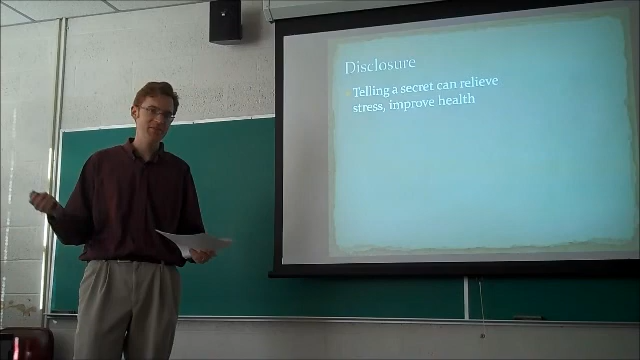 Disclosure
Telling a secret can relieve
stress, improve health